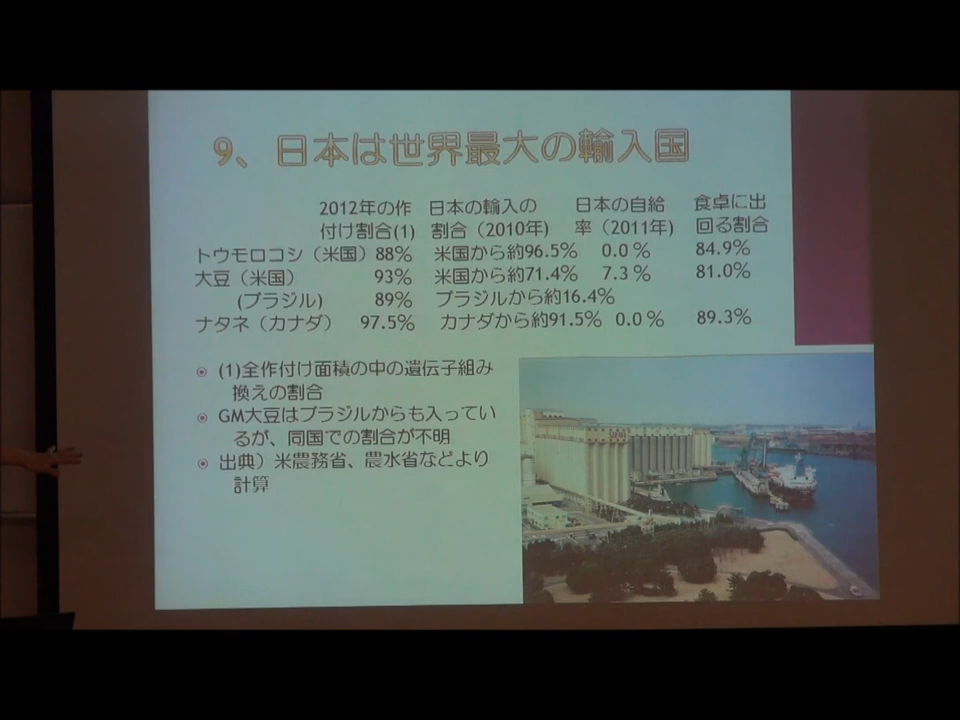 9、日本は世界最大の輸入国
2012年の作 日本の輸入の 日本の自給 食卓に出
付け割合(1) 割合（2010年） 率（2011年） 回る割合
トウモロコシ（米国）88% 米国から約96.5% 0.0 % 84.9%
大豆（米国） 93% 米国から約71.4% 7.3 % 81.0%
(ブラジル) 89% ブラジルから約16.4%
ナタネ（カナダ） 97.5% カナダから約91.5% 0.0 % 89.3%
(1)全作付け面積の中の遺伝子組み
換えの割合
GM大豆はブラジルからも入ってい
るが、同国での割合が不明
出典）米農務省、農水省などより
計算